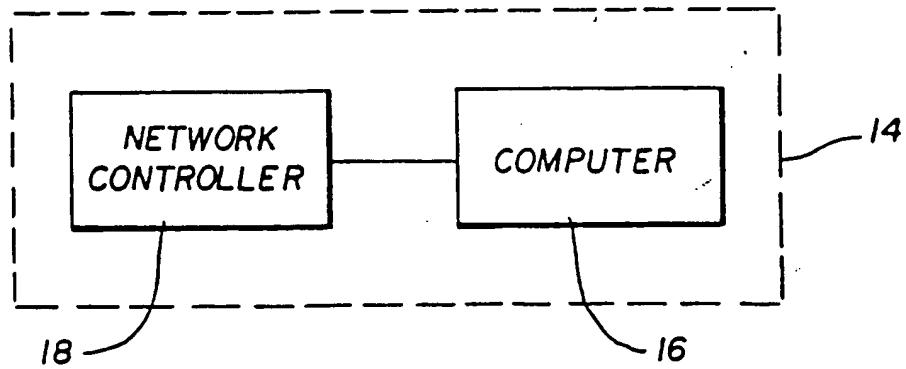 NETWORK
CONTROLLER
COMPUTER
14
18
16